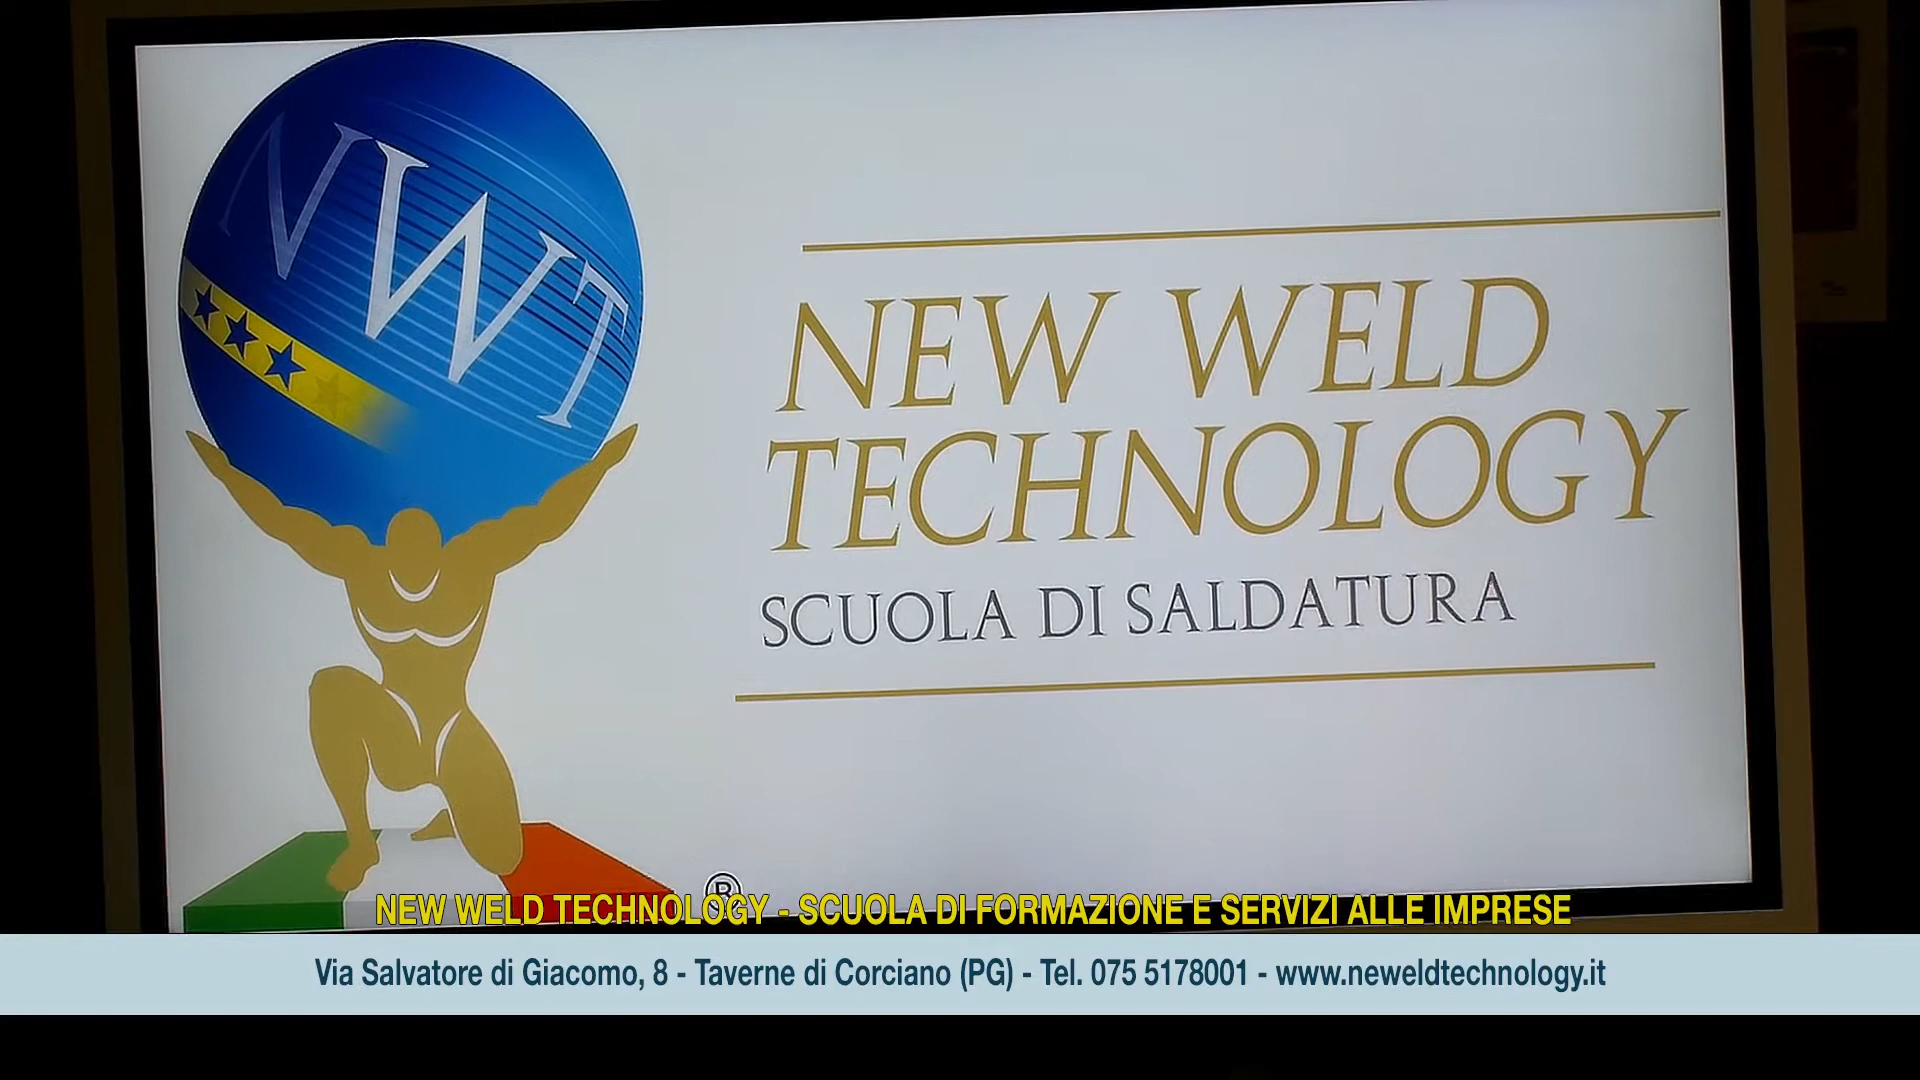 NWT
NEW WELD
TECHNOLOGY
SCUOLA DI SALDATURA
®
NEW WELD TECHNOLOGY - SCUOLA DI FORMAZIONE E SERVIZI ALLE IMPRESE
Via Salvatore di Giacomo, 8 - Taverne di Corciano (PG) - Tel. 075 5178001 - www.neweldtechnology.it